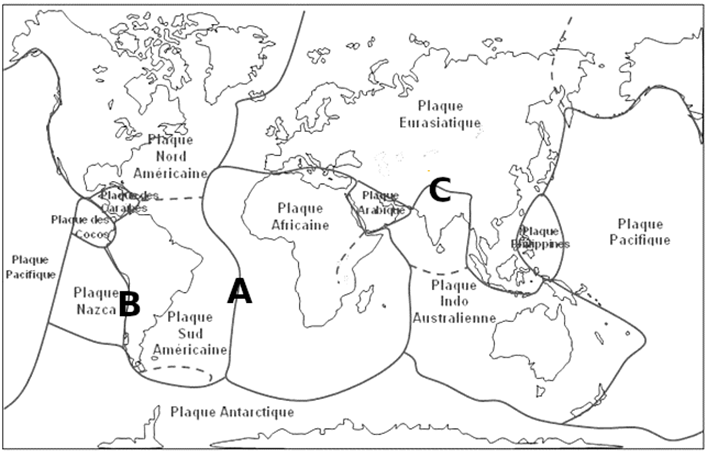 Plaque
Nord
Américaine
Plaque
Eurasiatique
Plaque des
Caraïbes
Plaque des
Cocos
Plaque
Africaine
Plaque
Arabique
C
Plaque
Philippines
Plaque
Pacifique
Plaque
Pacifique
Plaque
Nazca
B
A
Plaque
Sud
Américaine
Plaque
Indo
Australienne
Plaque Antarctique